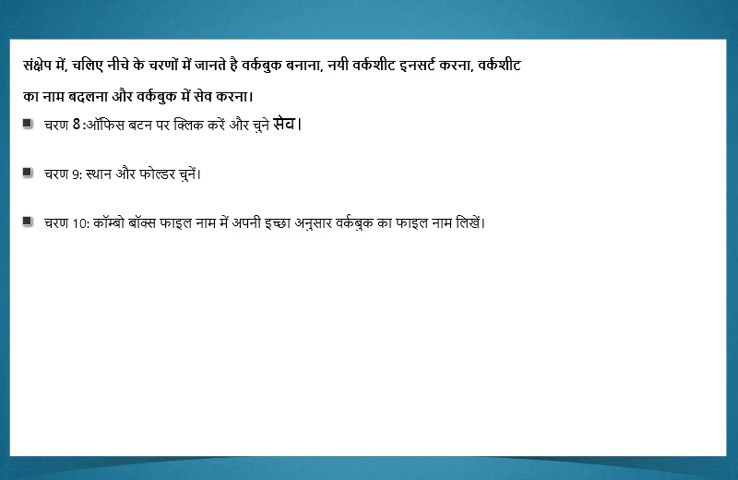 संक्षेप में, चलिए नीचे के चरणों में जानते है वर्कबुक बनाना, नयी वर्कशीट इनसर्ट करना, वर्कशीट
का नाम बदलना और वर्कबुक में सेव करना।
चरण 8 :ऑफिस बटन पर क्लिक करें और चुने सेव।
चरण 9: स्थान और फोल्डर चुनें।
चरण 10: कॉम्बो बॉक्स फाइल नाम में अपनी इच्छा अनुसार वर्कबुक का फाइल नाम लिखें।